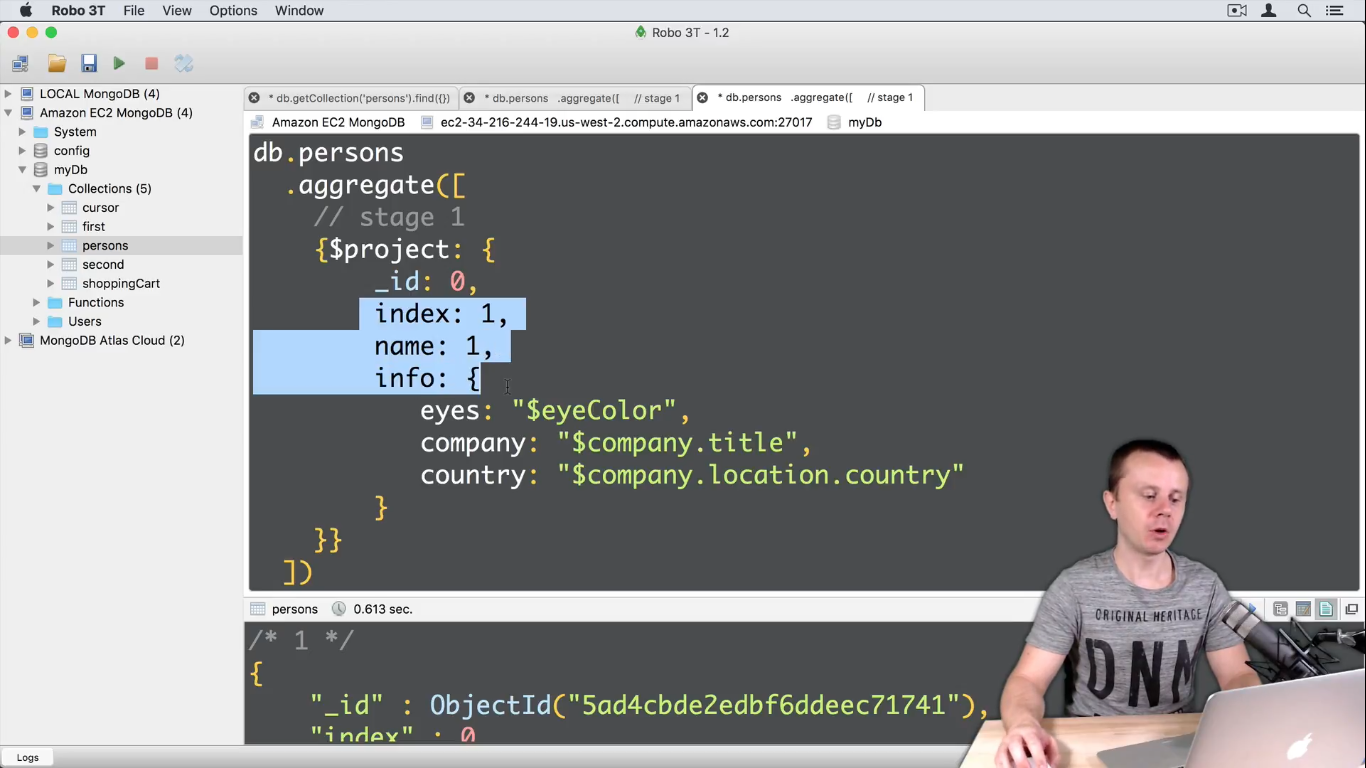 Robo 3T File View Options Window
Robo 3T - 1.2
LOCAL MongoDB (4)
Amazon EC2 MongoDB (4)
System
config
myDb
Collections (5)
cursor
first
persons
second
shoppingCart
Functions
Users
MongoDB Atlas Cloud (2)
* db.getCollection('persons').find({}) * db.persons .aggregate([ // stage 1 * db.persons .aggregate([ // stage 1
Amazon EC2 MongoDB ec2-34-216-244-19.us-west-2.compute.amazonaws.com:27017 myDb
db.persons
.aggregate([
// stage 1
{$project: {
_id: 0,
index: 1,
name: 1,
info: {
eyes: "$eyeColor",
company: "$company.title",
country: "$company.location.country"
}
}}
])
persons 0.613 sec.
/* 1 */
{
"_id" : ObjectId("5ad4cbde2edbf6ddeec71741"),
"index" : 0
Logs
ORIGINAL HERITAGE
DNM